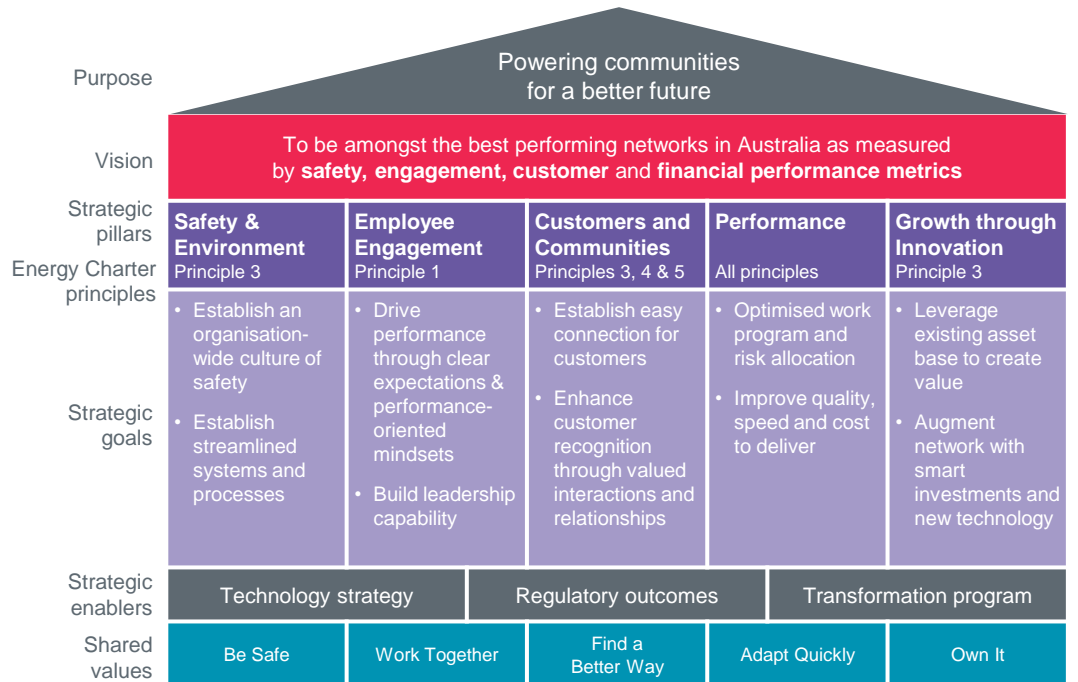 Purpose
Powering communities
for a better future
Vision
To be amongst the best performing networks in Australia as measured
by safety, engagement, customer and financial performance metrics
Strategic
pillars
Energy Charter
principles
Safety &
Environment
Principle 3
Employee
Engagement
Principle 1
Customers and
Communities
Principles 3, 4 & 5
Performance
All principles
Growth through
Innovation
Principle 3
Strategic
goals
• Establish an
organisation-
wide culture of
safety
• Establish
streamlined
systems and
processes
• Drive
performance
through clear
expectations &
performance-
oriented
mindsets
• Build leadership
capability
• Establish easy
connection for
customers
• Enhance
customer
recognition
through valued
interactions and
relationships
• Optimised work
program and
risk allocation
• Improve quality,
speed and cost
to deliver
• Leverage
existing asset
base to create
value
• Augment
network with
smart
investments and
new technology
Strategic
enablers
Technology strategy
Regulatory outcomes
Transformation program
Shared
values
Be Safe
Work Together
Find a
Better Way
Adapt Quickly
Own It